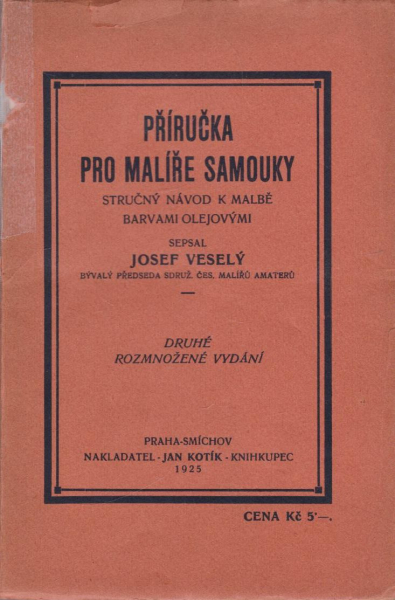 PŘÍRUČKA
PRO MALÍŘE SAMOUKY
STRUČNÝ NÁVOD K MALBĚ
BARVAMI OLEJOVÝMI
SEPSAL
JOSEF VESELÝ
BÝVALÝ PŘEDSEDA SDRUŽ. ČES. MALÍŘŮ AMATERŮ
DRUHÉ
ROZMNOŽENÉ VYDÁNÍ
PRAHA-SMÍCHOV
NAKLADATEL - JAN KOTÍK - KNIHKUPEC
1925
CENA Kč 5'—.